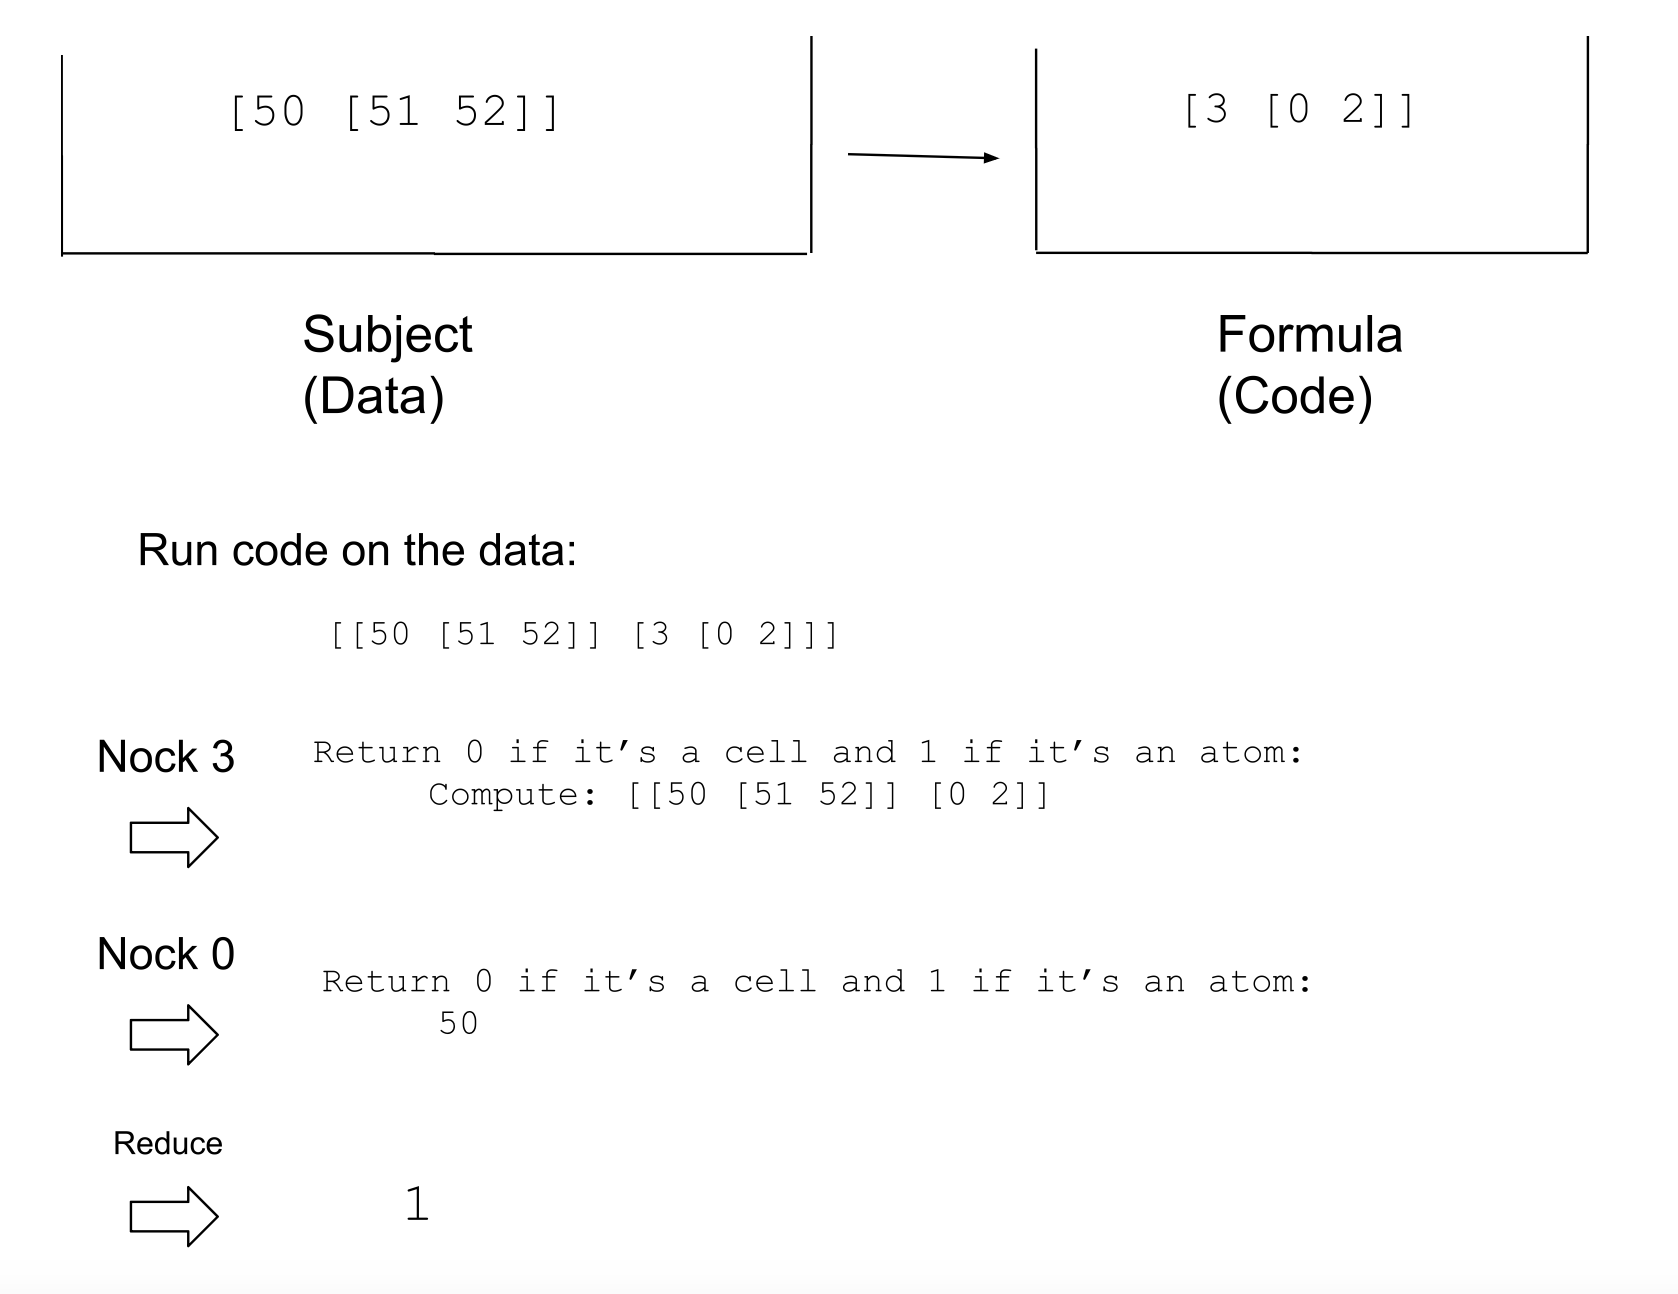 [50 [51 52]]
[3 [0 2]]
Subject
(Data)
Formula
(Code)
Run code on the data:
[[50 [51 52]] [3 [0 2]]]
Nock 3
Return 0 if it’s a cell and 1 if it’s an atom:
Compute: [[50 [51 52]] [0 2]]
Nock 0
Return 0 if it’s a cell and 1 if it’s an atom:
50
Reduce
1